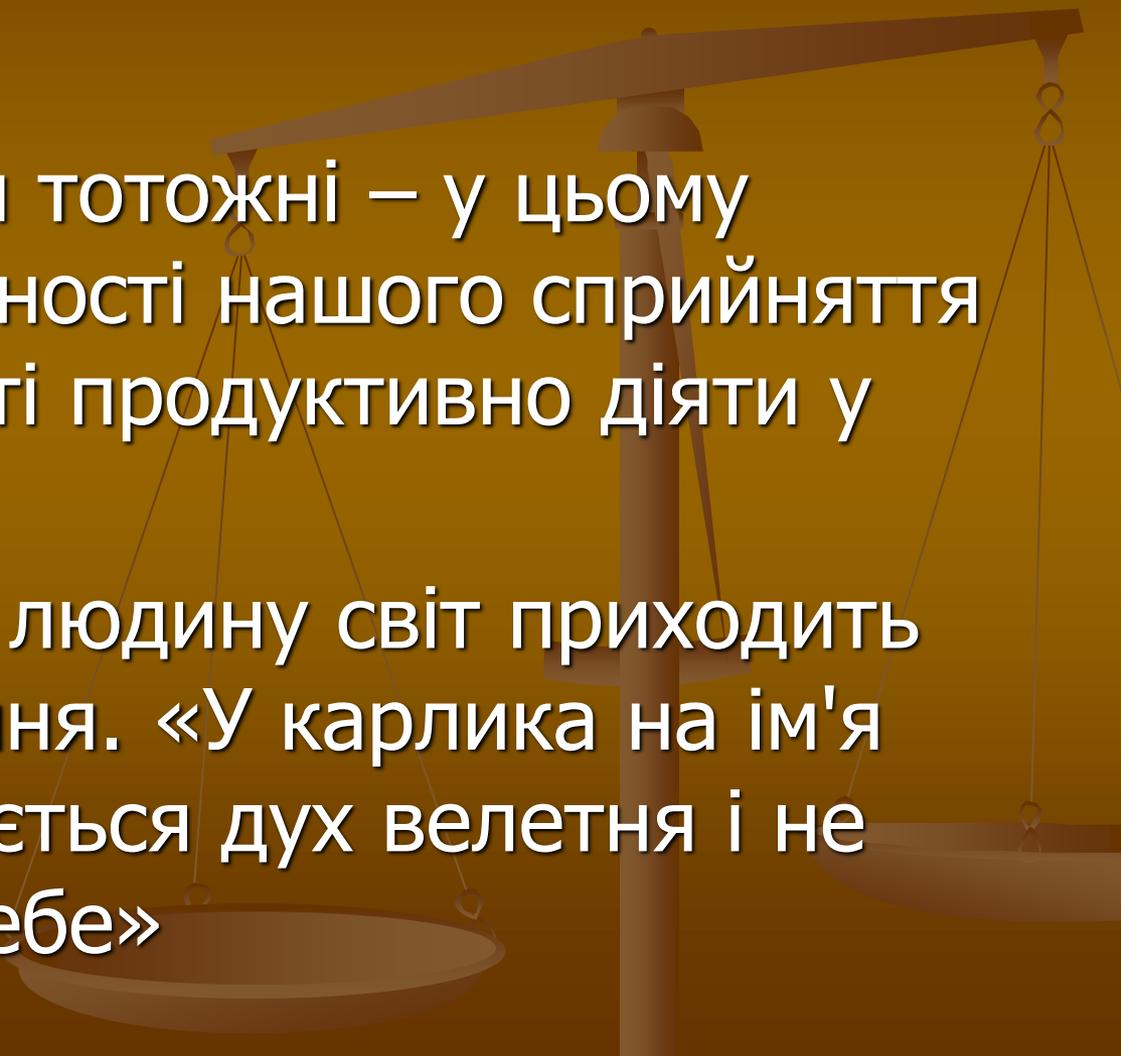 тотожні – у цьому
ності нашого сприйняття
ті продуктивно діяти у
людину світ приходить
ння. «У карлика на ім'я
ється дух велетня і не
ебе»